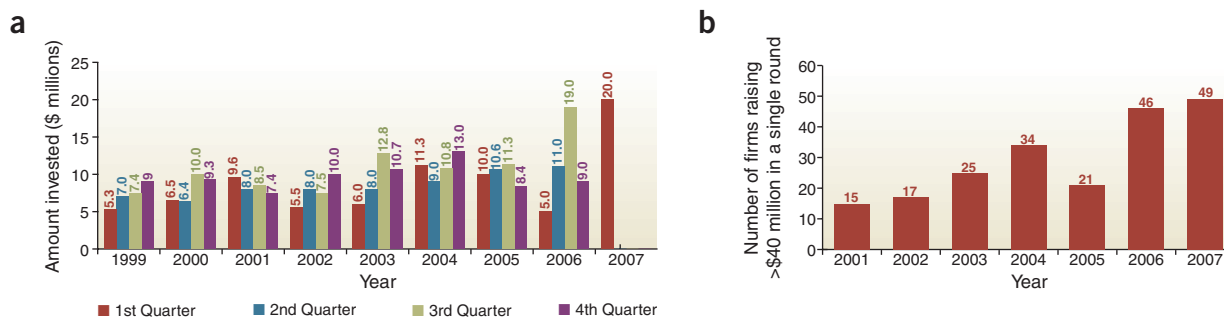 a
Amount invested ($ millions)
25
20
15
10
5
0
5.3 7.0 7.4 9
6.5 6.4 10.0 9.3
9.6 8.0 8.5 7.4
5.5 8.0 7.5 10.0
6.0 8.0 12.8 10.7
11.3 9.0 10.8 13.0
10.0 10.6 11.3 8.4
5.0 11.0 19.0 9.0
20.0
1999 2000 2001 2002 2003 2004 2005 2006 2007
Year
1st Quarter 2nd Quarter 3rd Quarter 4th Quarter
b
Number of firms raising
>$40 million in a single round
60
50
40
30
20
10
0
15 17 25 34 21 46 49
2001 2002 2003 2004 2005 2006 2007
Year